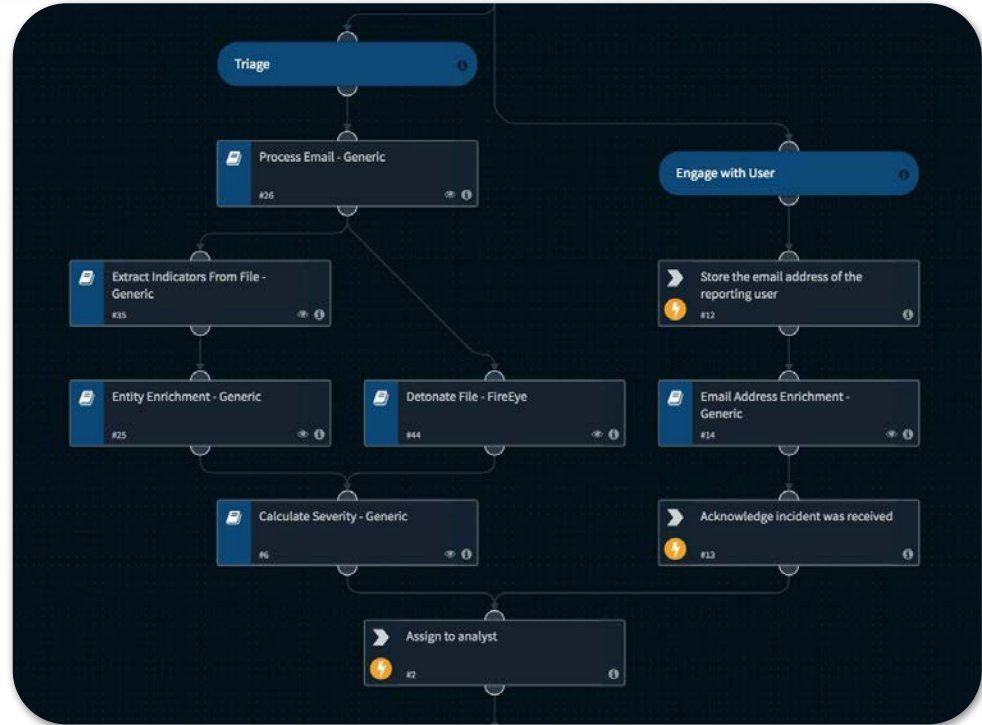 Triage
Process Email - Generic
#26
Engage with User
Extract Indicators From File -
Generic
#35
Store the email address of the
reporting user
#12
Entity Enrichment - Generic
#25
Detonate File - FireEye
#44
Email Address Enrichment -
Generic
#14
Calculate Severity - Generic
#6
Acknowledge incident was received
#13
Assign to analyst
#2